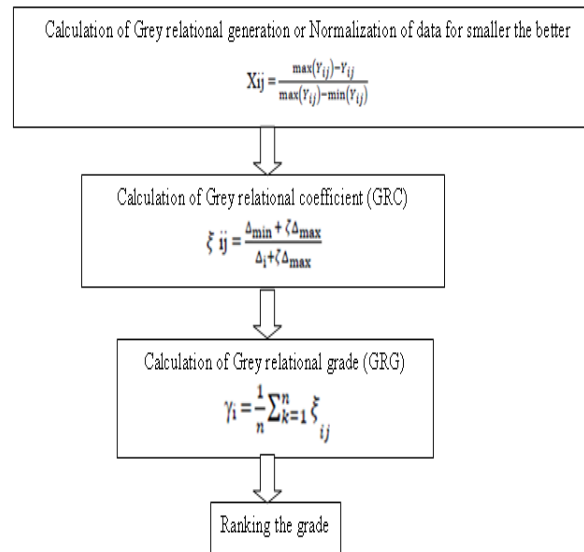 Calculation of Grey relational generation or Normalization of data for smaller the better
Xij = max(Yij)−Yij / max(Yij)−min(Yij)
Calculation of Grey relational coefficient (GRC)
ξ ij = Δmin + ζΔmax / Δi+ζΔmax
Calculation of Grey relational grade (GRG)
γi = 1/n ∑ⁿₖ₌₁ ξ ij
Ranking the grade